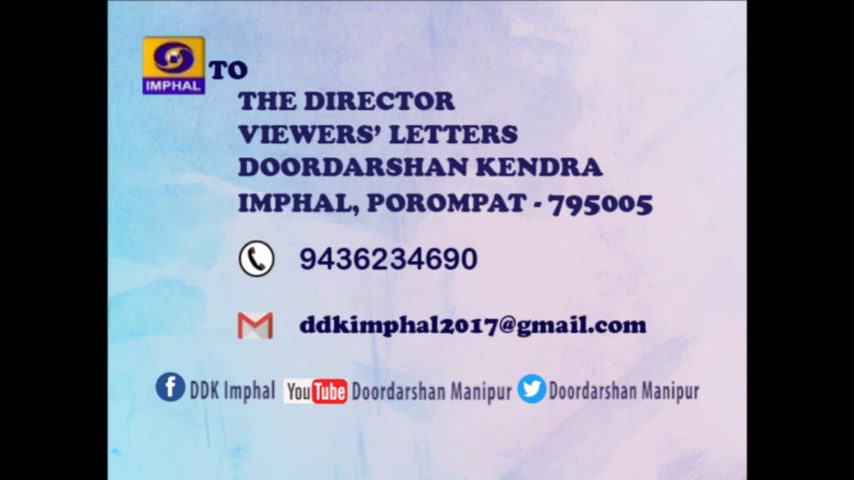 IMPHAL
TO
THE DIRECTOR
VIEWERS’ LETTERS
DOORDARSHAN KENDRA
IMPHAL, POROMPAT - 795005
9436234690
ddkimphal2017@gmail.com
f DDK Imphal YouTube Doordarshan Manipur Doordarshan Manipur